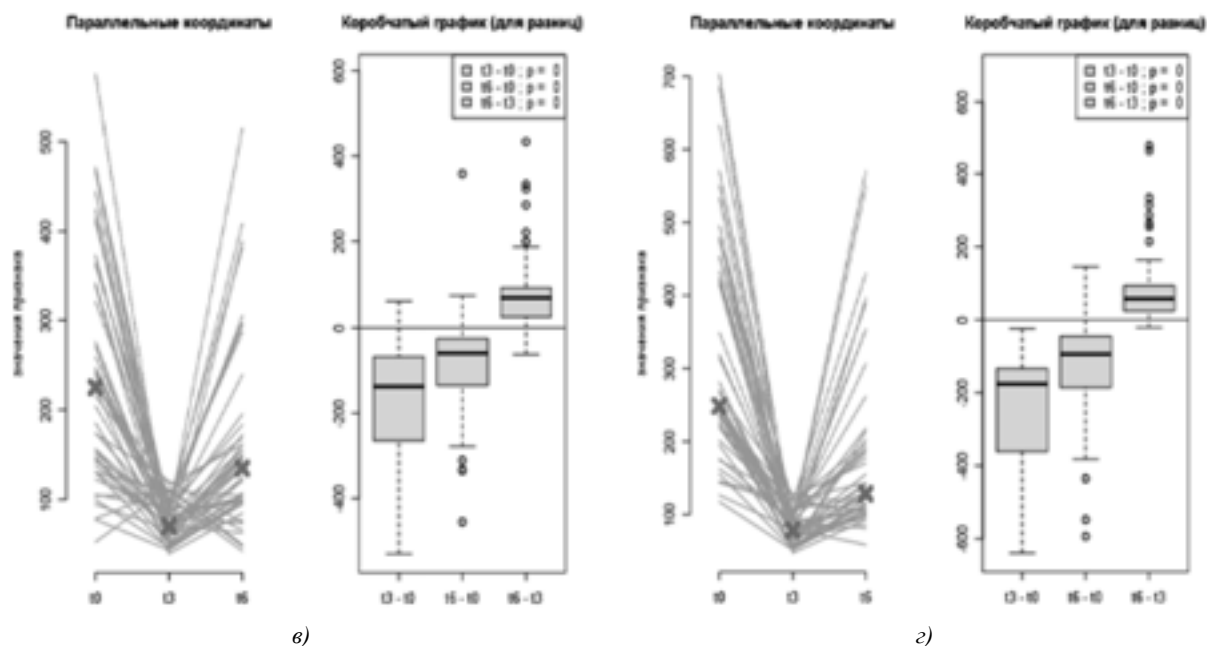 Параллельные координаты
Коробчатый график (для разниц)
Параллельные координаты
Коробчатый график (для разниц)
t3 - t0 : p = 0
t6 - t0 : p = 0
t6 - t3 : p = 0
t3 - t0 : p = 0
t6 - t0 : p = 0
t6 - t3 : p = 0
значения признака
500
400
300
200
100
600
400
200
0
-200
-400
значения признака
700
600
500
400
300
200
100
600
400
200
0
-200
-400
-600
t0 t3 t6
t3 - t0 t6 - t0 t6 - t3
t0 t3 t6
t3 - t0 t6 - t0 t6 - t3
в)
г)